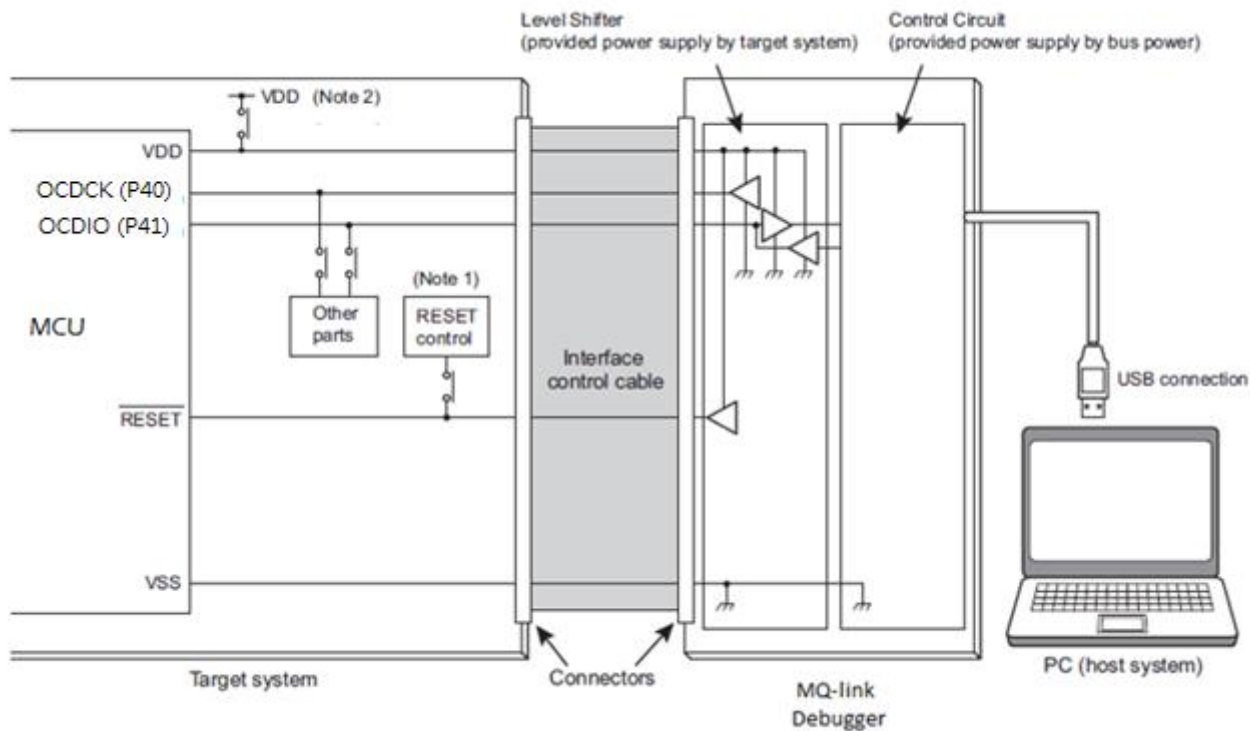 Level Shifter
(provided power supply by target system)
Control Circuit
(provided power supply by bus power)
VDD (Note 2)
VDD
OCDCK (P40)
OCDIO (P41)
MCU
Other
parts
(Note 1)
RESET
control
RESET
VSS
Interface
control cable
USB connection
Target system
Connectors
MQ-link
Debugger
PC (host system)